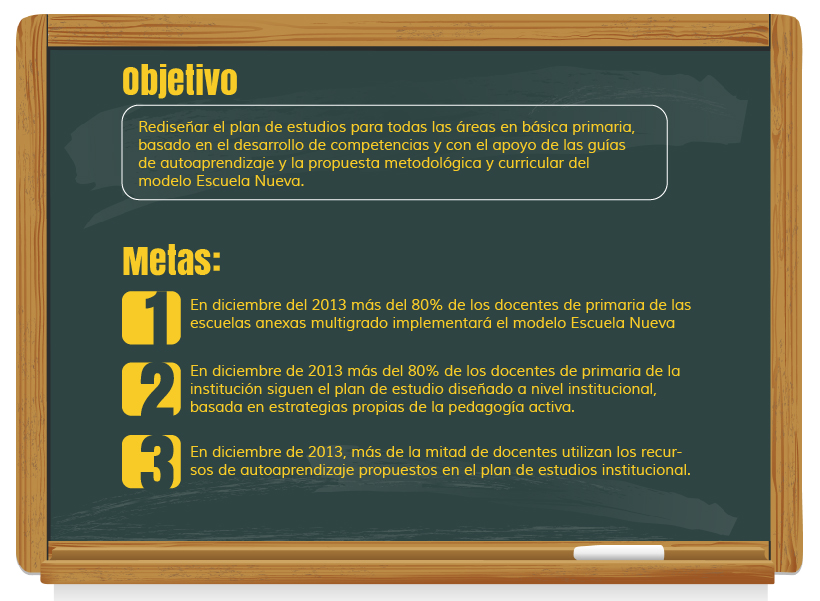 Objetivo
Rediseñar el plan de estudios para todas las áreas en básica primaria,
basado en el desarrollo de competencias y con el apoyo de las guías
de autoaprendizaje y la propuesta metodológica y curricular del
modelo Escuela Nueva.
Metas:
1
En diciembre del 2013 más del 80% de los docentes de primaria de las
escuelas anexas multigrado implementará el modelo Escuela Nueva
2
En diciembre de 2013 más del 80% de los docentes de primaria de la
institución siguen el plan de estudio diseñado a nivel institucional,
basada en estrategias propias de la pedagogía activa.
3
En diciembre de 2013, más de la mitad de docentes utilizan los recur-
sos de autoaprendizaje propuestos en el plan de estudios institucional.